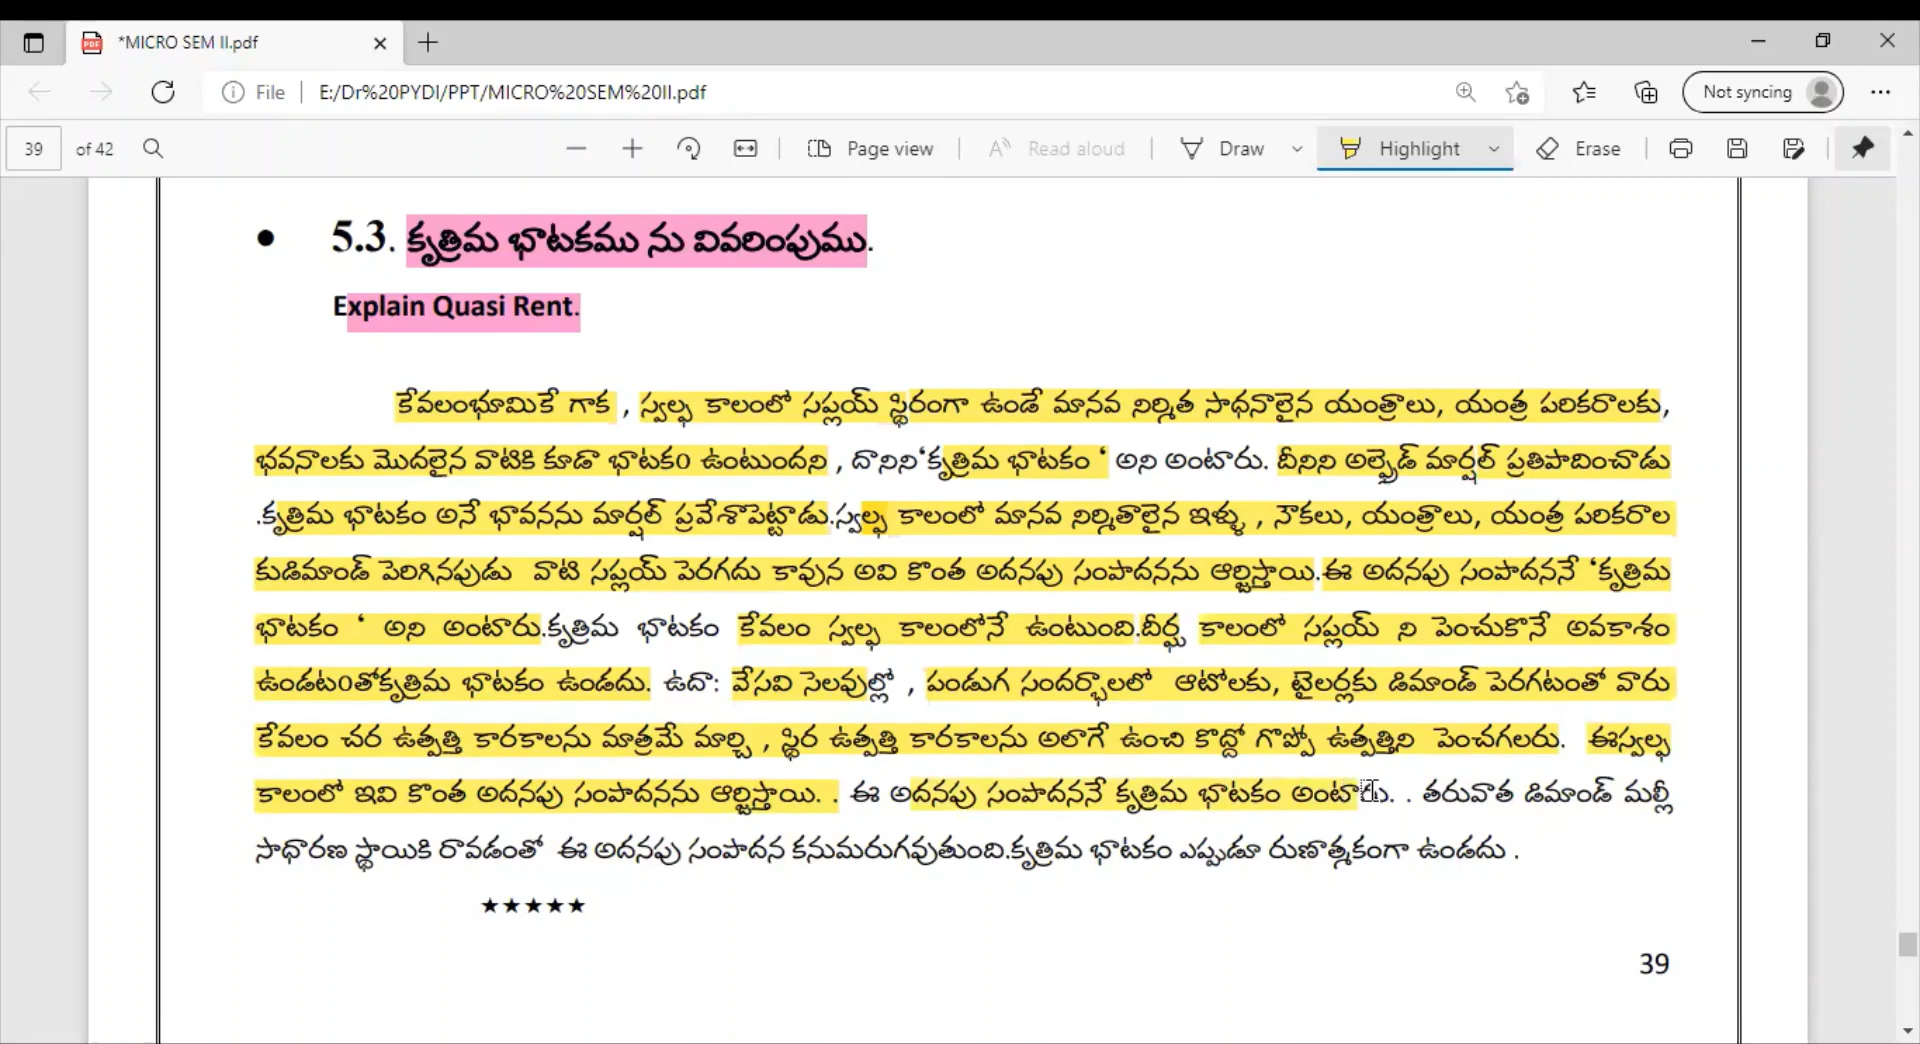 *MICRO SEM II.pdf
File E:/Dr%20PYDI/PPT/MICRO%20SEM%20II.pdf Not syncing
39 of 42 Page view Read aloud Draw Highlight Erase
• 5.3. కృత్రిమ భాటకము ను వివరింపుము.
Explain Quasi Rent.
కేవలంభూమికే గాక , స్వల్ప కాలంలో సప్లయ్ స్థిరంగా ఉండే మానవ నిర్మిత సాధనాలైన యంత్రాలు, యంత్ర పరికరాలకు,
భవనాలకు మొదలైన వాటికి కూడా భాటక0 ఉంటుందని , దానిని‘కృత్రిమ భాటకం ‘ అని అంటారు. దీనిని అల్ఫ్రెడ్ మార్షల్ ప్రతిపాదించాడు
.కృత్రిమ భాటకం అనే భావనను మార్షల్ ప్రవేశాపెట్టాడు.స్వల్ప కాలంలో మానవ నిర్మితాలైన ఇళ్ళు , నౌకలు, యంత్రాలు, యంత్ర పరికరాల
కుడిమాండ్ పెరిగినపుడు వాటి సప్లయ్ పెరగదు కావున అవి కొంత అదనపు సంపాదనను ఆర్జిస్తాయి.ఈ అదనపు సంపాదననే ‘కృత్రిమ
భాటకం ‘ అని అంటారు.కృత్రిమ భాటకం కేవలం స్వల్ప కాలంలోనే ఉంటుంది.దీర్ఘ కాలంలో సప్లయ్ ని పెంచుకొనే అవకాశం
ఉండట0తోకృత్రిమ భాటకం ఉండదు. ఉదా: వేసవి సెలవుల్లో , పండుగ సందర్భాలలో ఆటోలకు, టైలర్లకు డిమాండ్ పెరగటంతో వారు
కేవలం చర ఉత్పత్తి కారకాలను మాత్రమే మార్చి , స్థిర ఉత్పత్తి కారకాలను అలాగే ఉంచి కొద్దో గొప్పో ఉత్పత్తిని పెంచగలరు. ఈస్వల్ప
కాలంలో ఇవి కొంత అదనపు సంపాదనను ఆర్జిస్తాయి. . ఈ అదనపు సంపాదననే కృత్రిమ భాటకం అంటారు. . తరువాత డిమాండ్ మల్లీ
సాధారణ స్థాయికి రావడంతో ఈ అదనపు సంపాదన కనుమరుగవుతుంది.కృత్రిమ భాటకం ఎప్పుడూ రుణాత్మకంగా ఉండదు .
★★★★★
39